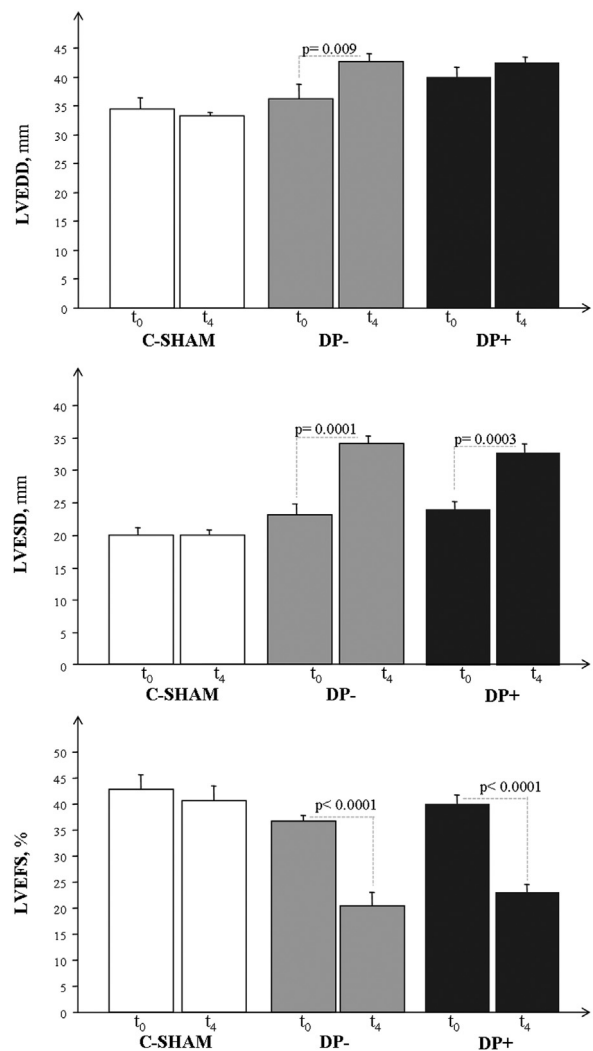 LVEDD, mm
45
40
35
30
25
20
15
10
5
0
p= 0.009
t0 t4 t0 t4 t0 t4
C-SHAM DP- DP+
LVESD, mm
40
35
30
25
20
15
10
5
0
p= 0.0001
p= 0.0003
t0 t4 t0 t4 t0 t4
C-SHAM DP- DP+
LVEFS, %
50
45
40
35
30
25
20
15
10
5
0
p< 0.0001
p< 0.0001
t0 t4 t0 t4 t0 t4
C-SHAM DP- DP+